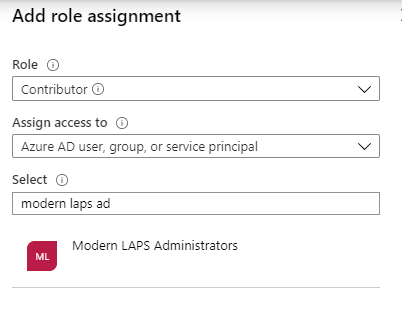 Add role assignment
Role
Contributor
Assign access to
Azure AD user, group, or service principal
Select
modern laps ad
ML
Modern LAPS Administrators